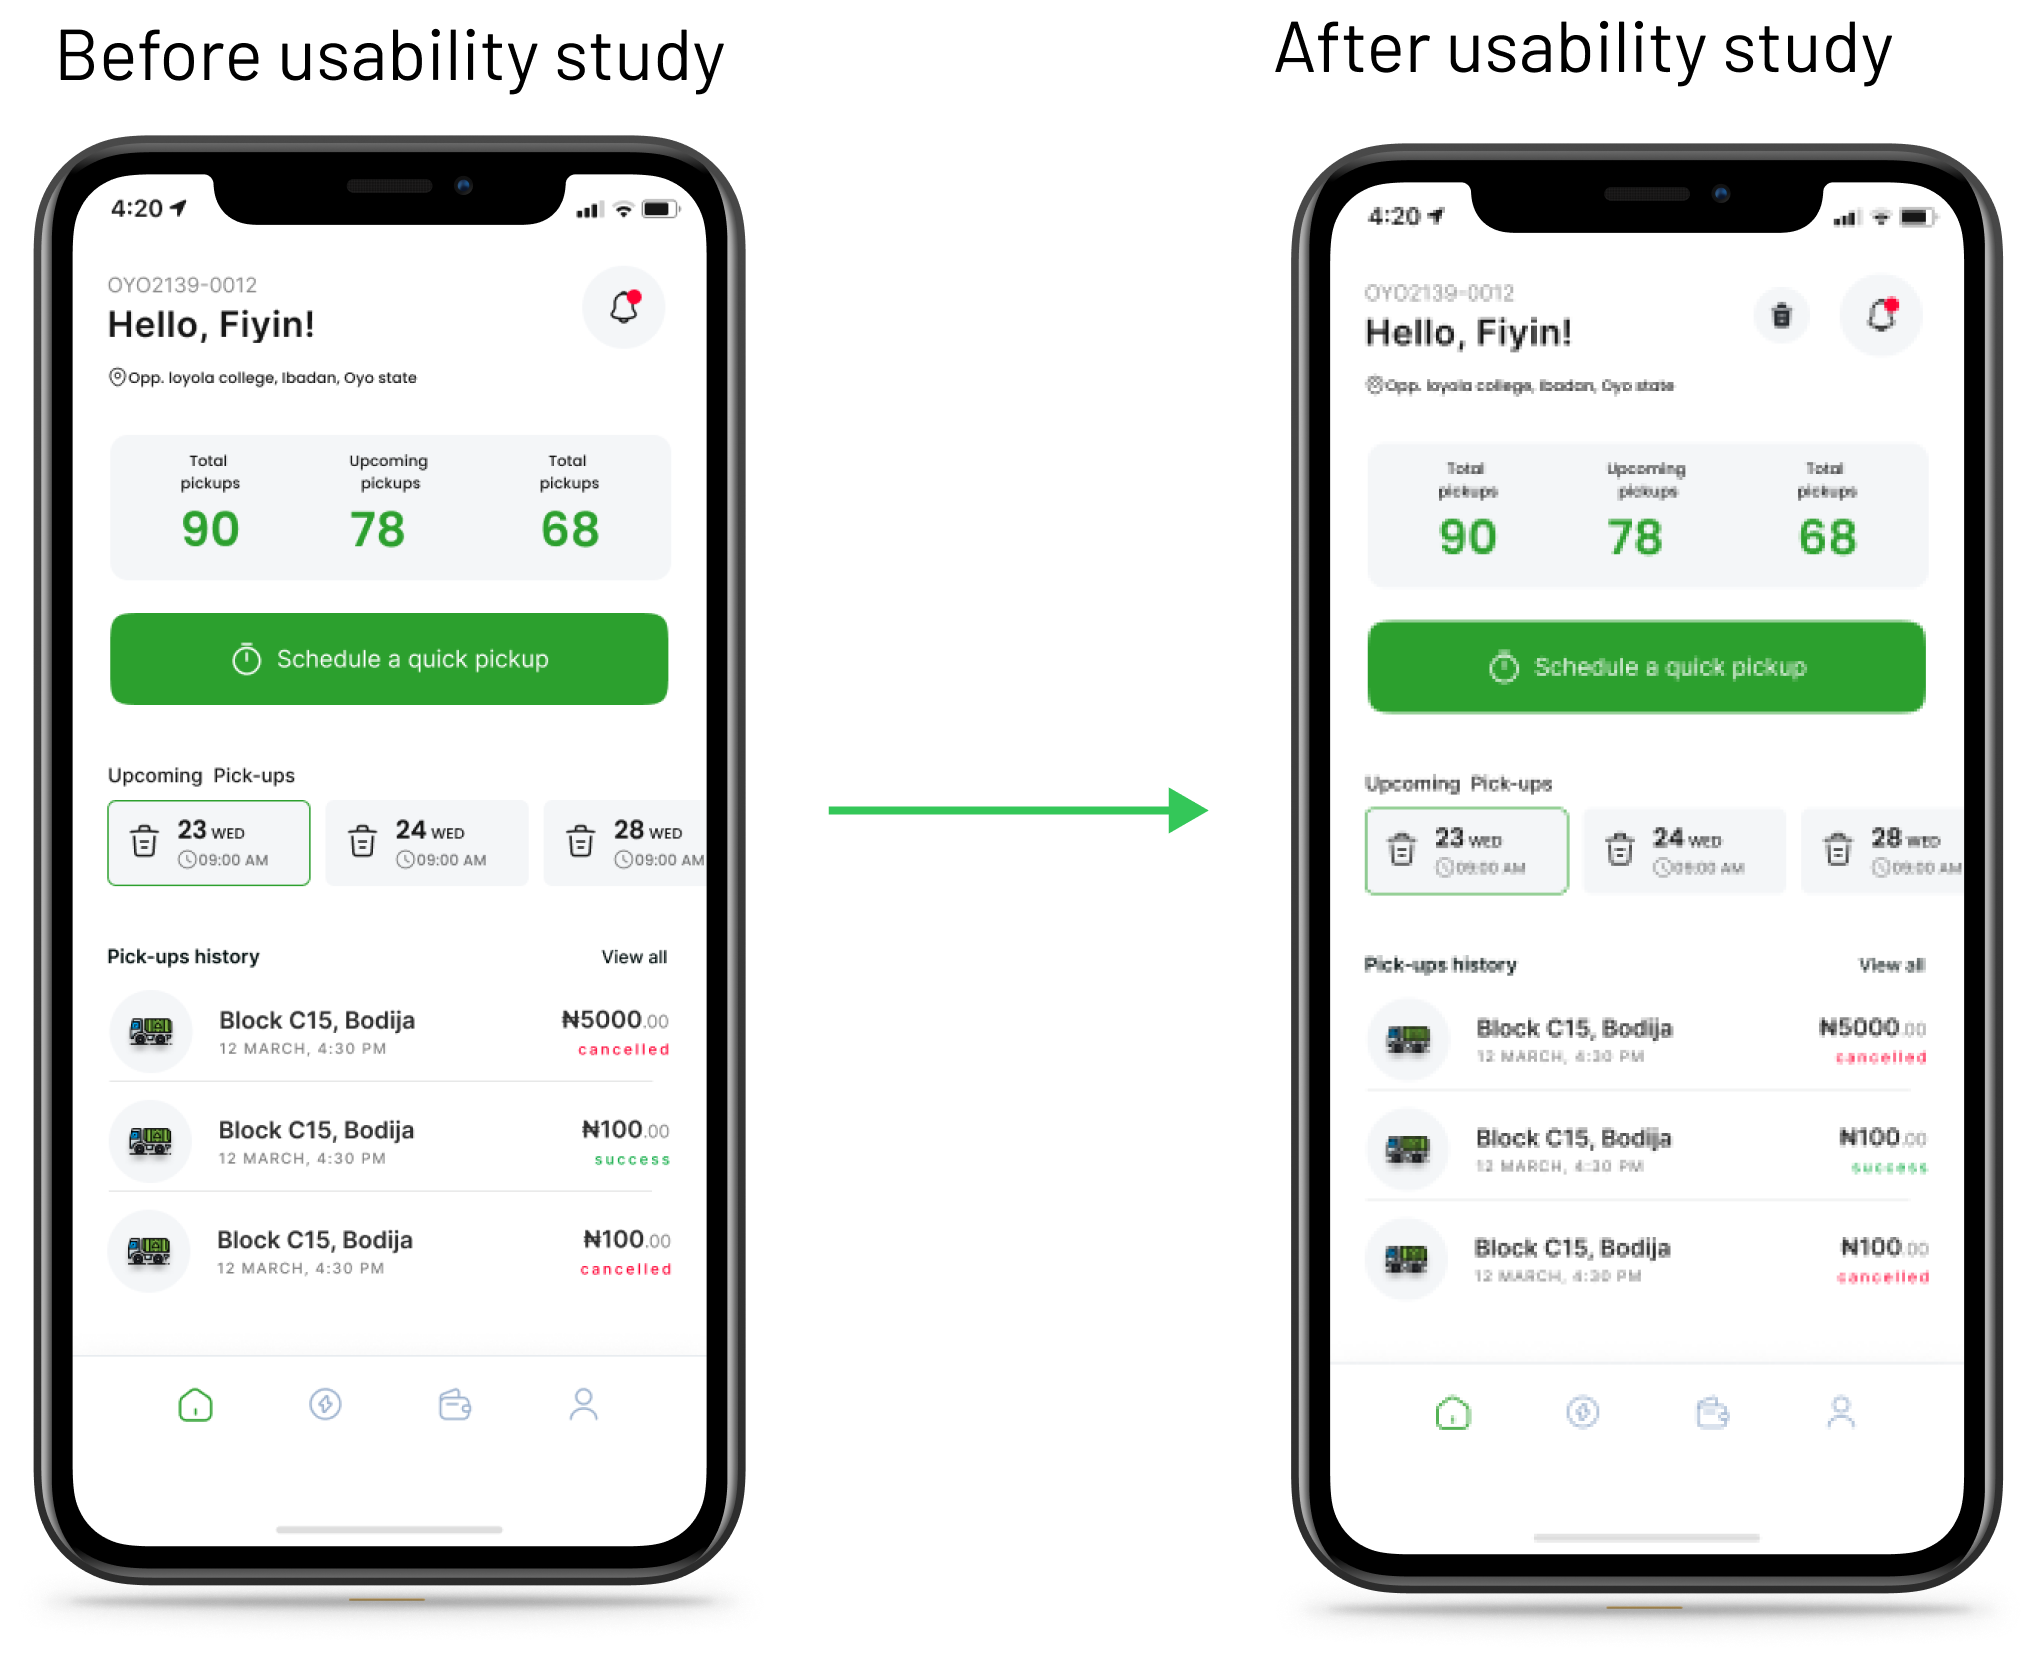 Before usability study
4:20
OYO2139-0012
Hello, Fiyin!
Opp. loyola college, Ibadan, Oyo state
Total pickups
90
Upcoming pickups
78
Total pickups
68
Schedule a quick pickup
Upcoming Pick-ups
23 WED
09:00 AM
24 WED
09:00 AM
28 WED
09:00 AM
Pick-ups history
View all
Block C15, Bodija
₦5000.00
12 MARCH, 4:30 PM
cancelled
Block C15, Bodija
₦100.00
12 MARCH, 4:30 PM
success
Block C15, Bodija
₦100.00
12 MARCH, 4:30 PM
cancelled
After usability study
4:20
OYO2139-0012
Hello, Fiyin!
Opp. loyola college, Ibadan, Oyo state
Total pickups
90
Upcoming pickups
78
Total pickups
68
Schedule a quick pickup
Upcoming Pick-ups
23 WED
09:00 AM
24 WED
09:00 AM
28 WED
09:00 AM
Pick-ups history
View all
Block C15, Bodija
₦5000.00
12 MARCH, 4:30 PM
cancelled
Block C15, Bodija
₦100.00
12 MARCH, 4:30 PM
success
Block C15, Bodija
₦100.00
12 MARCH, 4:30 PM
cancelled